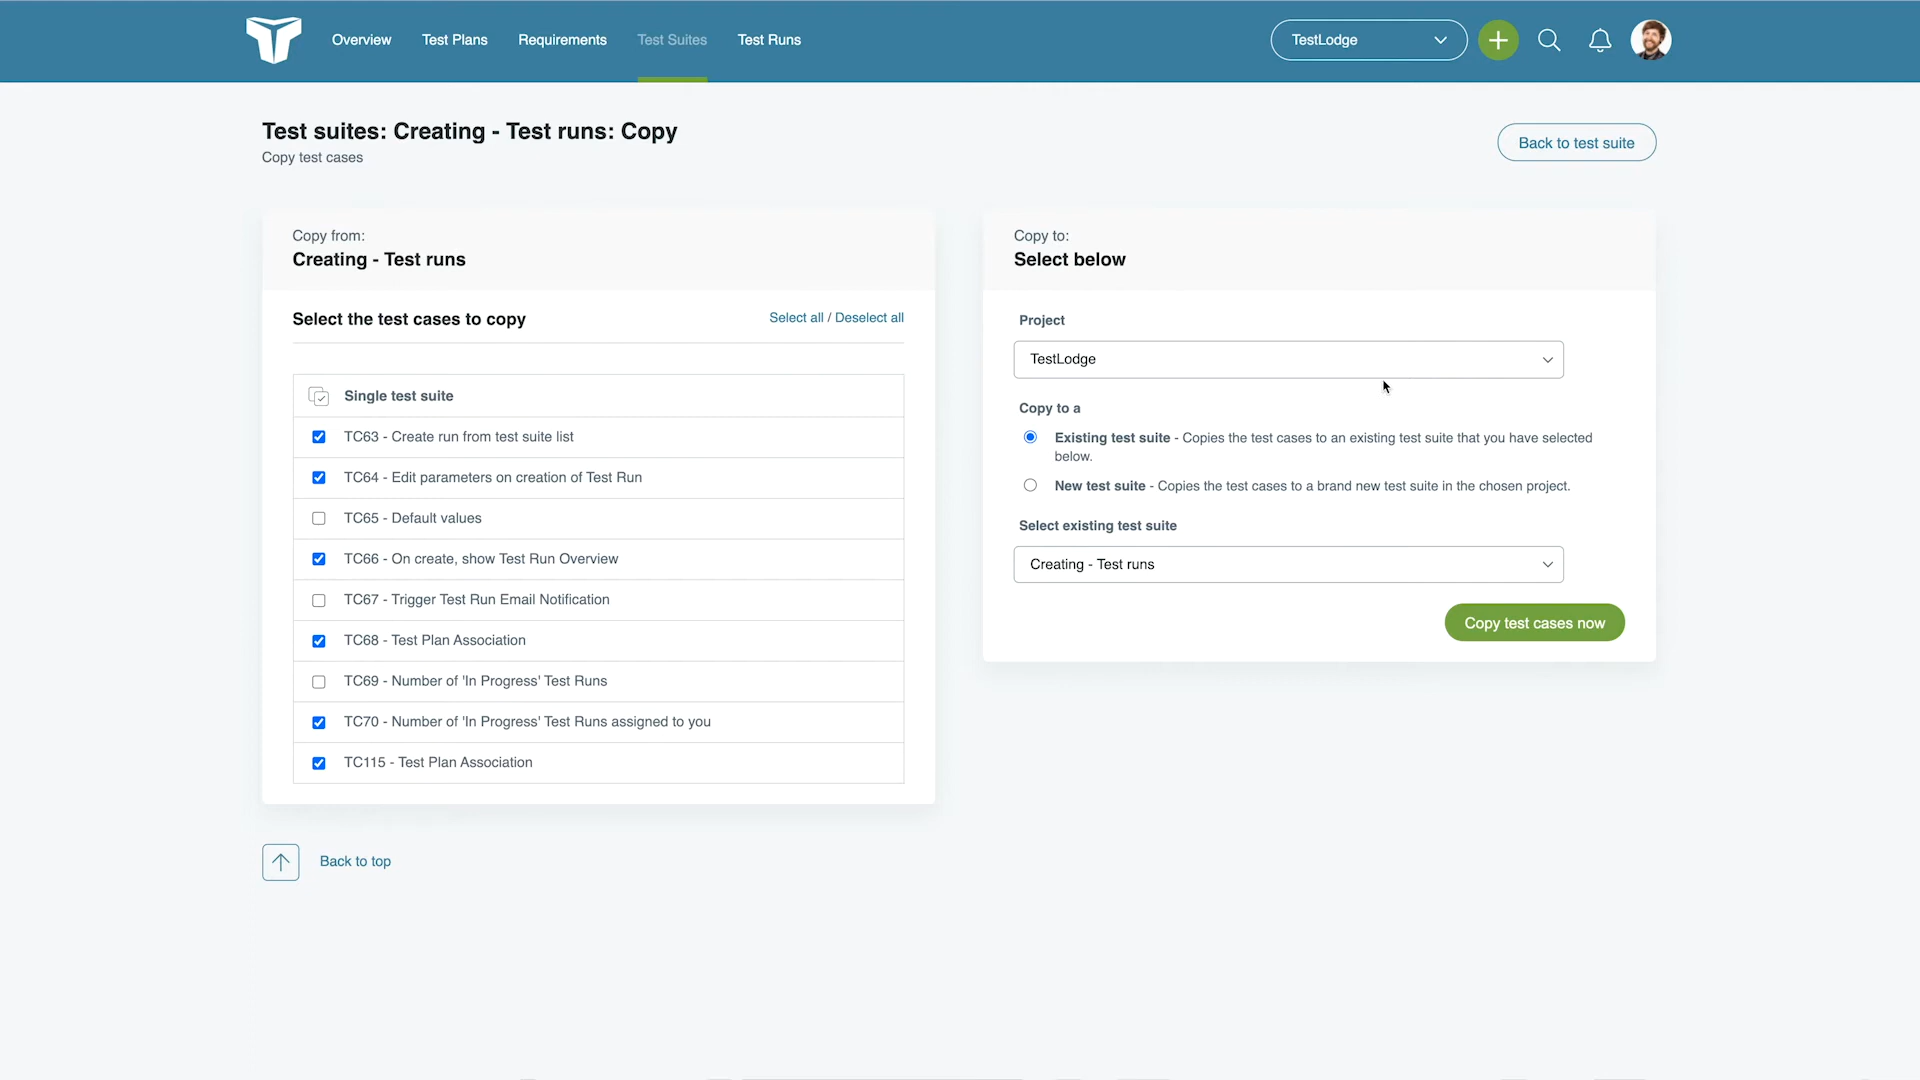 Overview
Test Plans
Requirements
Test Suites
Test Runs
TestLodge
Test suites: Creating - Test runs: Copy
Copy test cases
Back to test suite
Copy from:
Creating - Test runs
Select the test cases to copy
Select all / Deselect all
Single test suite
TC63 - Create run from test suite list
TC64 - Edit parameters on creation of Test Run
TC65 - Default values
TC66 - On create, show Test Run Overview
TC67 - Trigger Test Run Email Notification
TC68 - Test Plan Association
TC69 - Number of 'In Progress' Test Runs
TC70 - Number of 'In Progress' Test Runs assigned to you
TC115 - Test Plan Association
Copy to:
Select below
Project
TestLodge
Copy to a
Existing test suite - Copies the test cases to an existing test suite that you have selected
below.
New test suite - Copies the test cases to a brand new test suite in the chosen project.
Select existing test suite
Creating - Test runs
Copy test cases now
Back to top